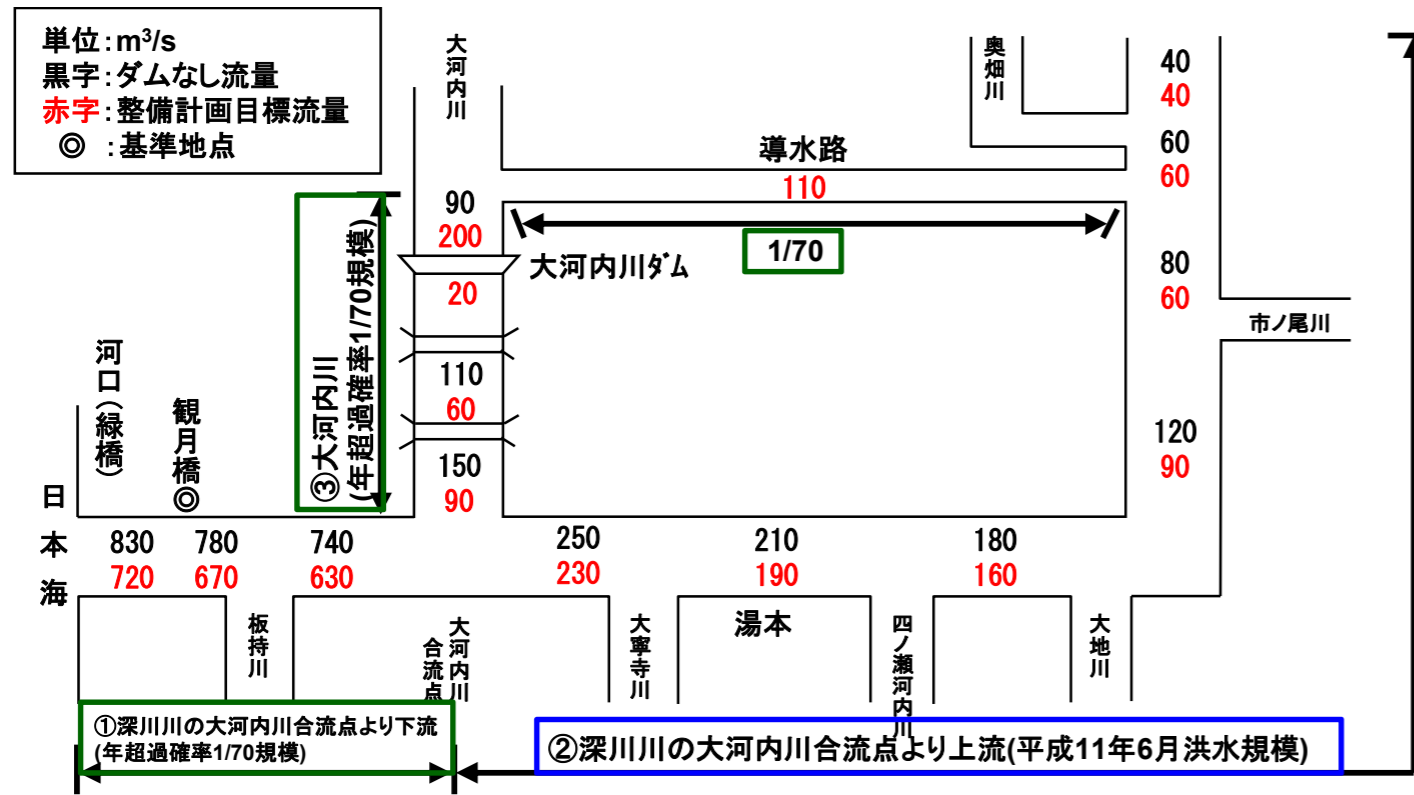 単位:m³/s
黒字:ダムなし流量
赤字:整備計画目標流量
◎ :基準地点
大河内川
奥畑川
40
40
60
60
導水路
110
90
200
1/70
大河内川ダム
20
80
60
市ノ尾川
③大河内川
(年超過確率1/70規模)
110
60
河口(緑橋)
観月橋◎
150
90
120
90
日本海
830
720
780
670
740
630
250
230
210
190
180
160
板持川
大河内川
合流点
大寧寺川
湯本
四ノ瀬河内川
大地川
①深川川の大河内川合流点より下流
(年超過確率1/70規模)
②深川川の大河内川合流点より上流(平成11年6月洪水規模)